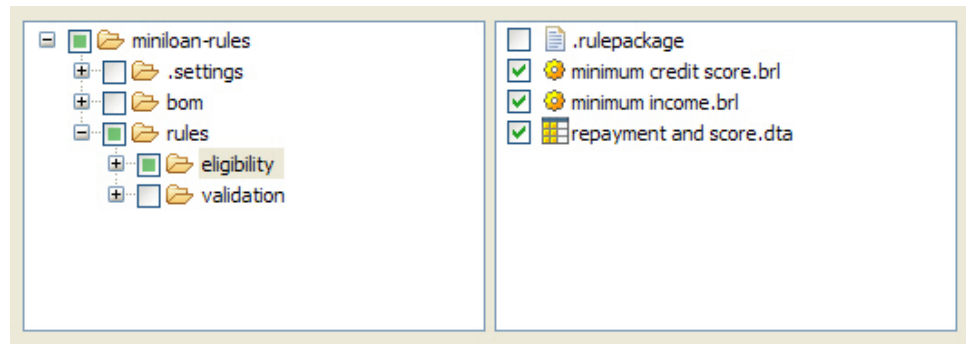 miniloan-rules
.settings
bom
rules
eligibility
validation
.rulepackage
minimum credit score.brl
minimum income.brl
repayment and score.dta